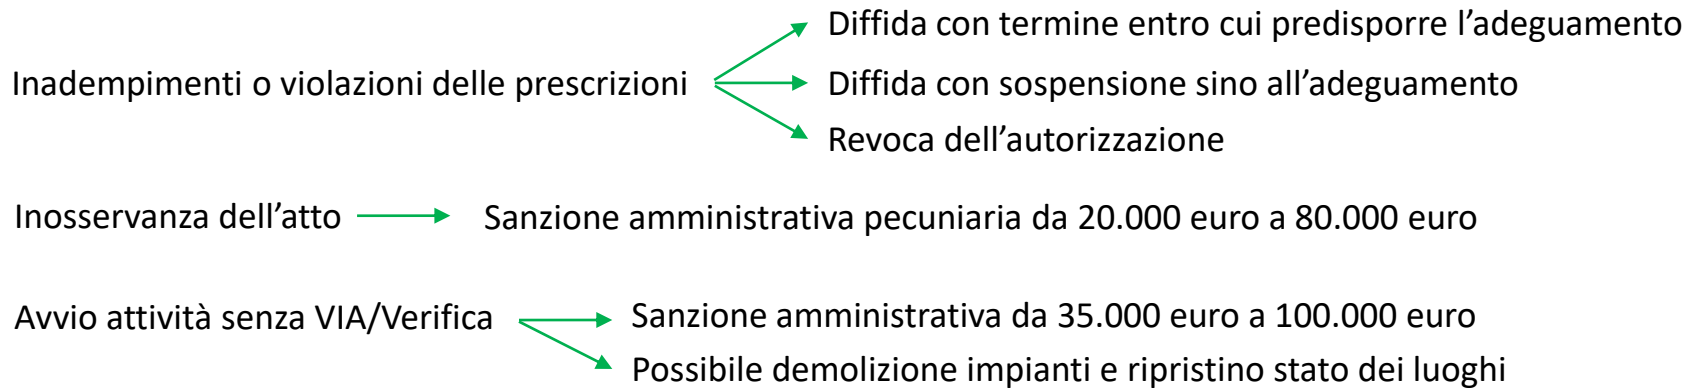 Inadempimenti o violazioni delle prescrizioni
Diffida con termine entro cui predisporre l’adeguamento
Diffida con sospensione sino all’adeguamento
Revoca dell’autorizzazione
Inosservanza dell’atto
Sanzione amministrativa pecuniaria da 20.000 euro a 80.000 euro
Avvio attività senza VIA/Verifica
Sanzione amministrativa da 35.000 euro a 100.000 euro
Possibile demolizione impianti e ripristino stato dei luoghi